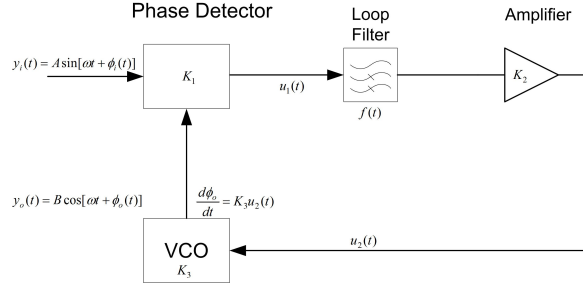 Phase Detector
Loop
Filter
Amplifier
y_i(t) = A sin[ωt + ϕ_i(t)]
K_1
u_1(t)
f(t)
K_2
y_o(t) = B cos[ωt + ϕ_o(t)]
dϕ_o/dt = K_3u_2(t)
VCO
K_3
u_2(t)